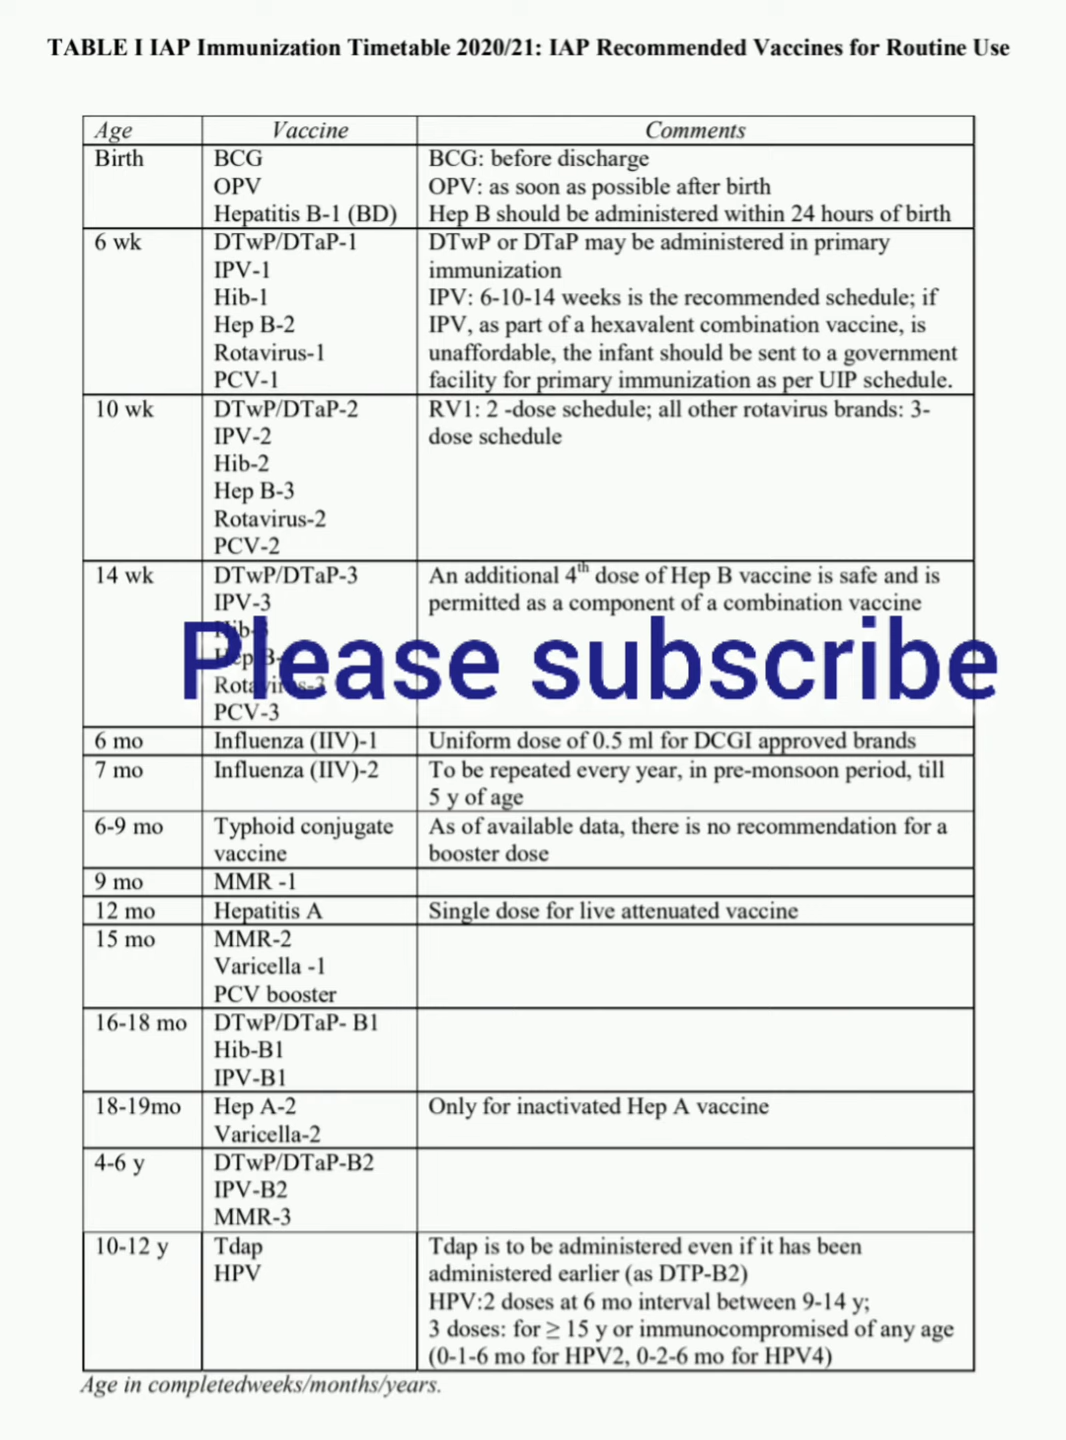 TABLE I IAP Immunization Timetable 2020/21: IAP Recommended Vaccines for Routine Use
Age Vaccine Comments
Birth BCG BCG: before discharge
OPV OPV: as soon as possible after birth
Hepatitis B-1 (BD) Hep B should be administered within 24 hours of birth
6 wk DTwP/DTaP-1 DTwP or DTaP may be administered in primary
IPV-1 immunization
Hib-1 IPV: 6-10-14 weeks is the recommended schedule; if
Hep B-2 IPV, as part of a hexavalent combination vaccine, is
Rotavirus-1 unaffordable, the infant should be sent to a government
PCV-1 facility for primary immunization as per UIP schedule.
10 wk DTwP/DTaP-2 RV1: 2 -dose schedule; all other rotavirus brands: 3-
IPV-2 dose schedule
Hib-2
Hep B-3
Rotavirus-2
PCV-2
14 wk DTwP/DTaP-3 An additional 4th dose of Hep B vaccine is safe and is
IPV-3 permitted as a component of a combination vaccine
Please subscribe
Rotavirus-3
PCV-3
6 mo Influenza (IIV)-1 Uniform dose of 0.5 ml for DCGI approved brands
7 mo Influenza (IIV)-2 To be repeated every year, in pre-monsoon period, till
5 y of age
6-9 mo Typhoid conjugate As of available data, there is no recommendation for a
vaccine booster dose
9 mo MMR -1
12 mo Hepatitis A Single dose for live attenuated vaccine
15 mo MMR-2
Varicella -1
PCV booster
16-18 mo DTwP/DTaP- B1
Hib-B1
IPV-B1
18-19mo Hep A-2 Only for inactivated Hep A vaccine
Varicella-2
4-6 y DTwP/DTaP-B2
IPV-B2
MMR-3
10-12 y Tdap Tdap is to be administered even if it has been
HPV administered earlier (as DTP-B2)
HPV:2 doses at 6 mo interval between 9-14 y;
3 doses: for ≥ 15 y or immunocompromised of any age
(0-1-6 mo for HPV2, 0-2-6 mo for HPV4)
Age in completedweeks/months/years.